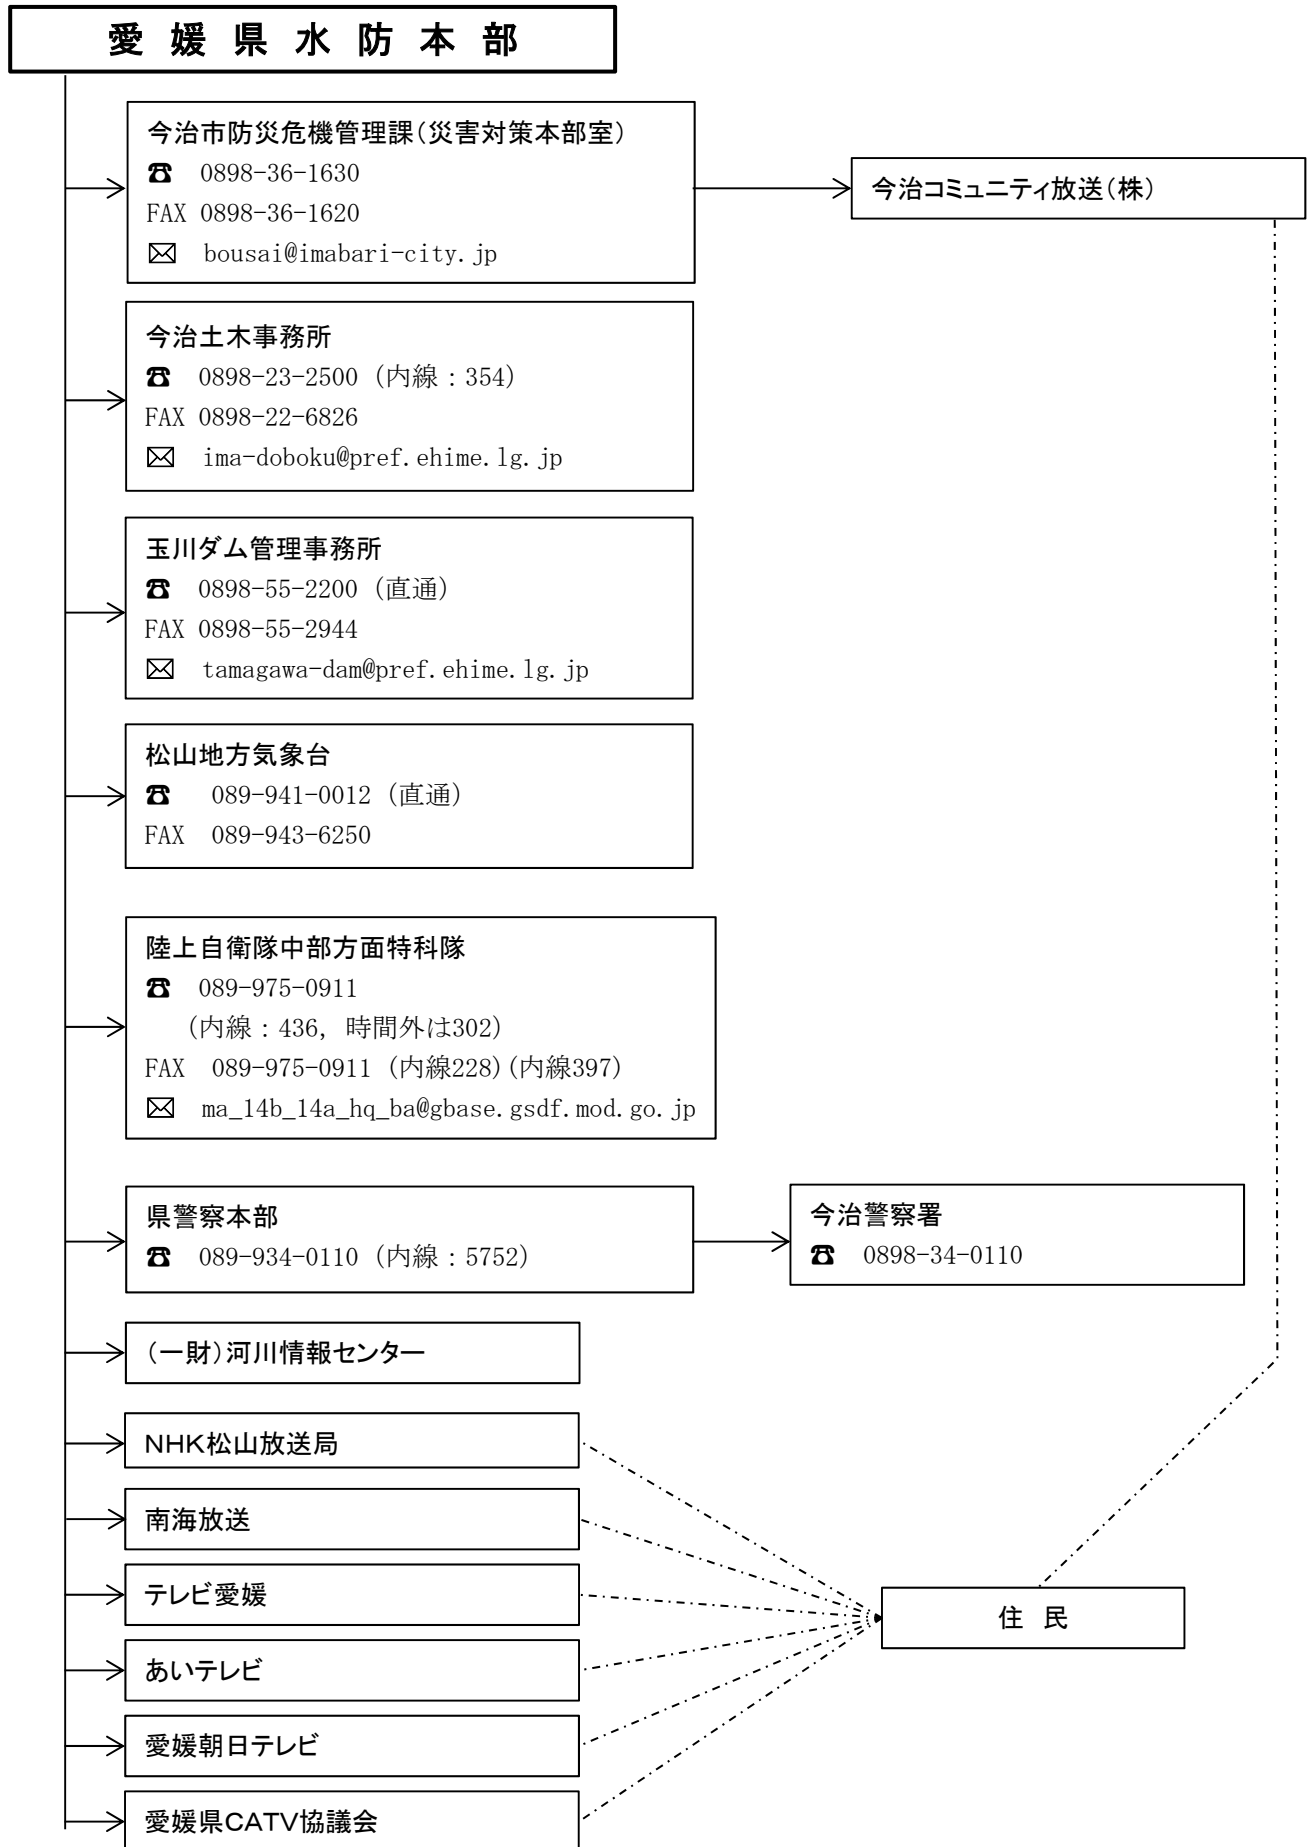 愛媛県水防本部
今治市防災危機管理課(災害対策本部室)
☎ 0898-36-1630
FAX 0898-36-1620
✉ bousai@imabari-city.jp
今治コミュニティ放送(株)
今治土木事務所
☎ 0898-23-2500 (内線:354)
FAX 0898-22-6826
✉ ima-doboku@pref.ehime.lg.jp
玉川ダム管理事務所
☎ 0898-55-2200 (直通)
FAX 0898-55-2944
✉ tamagawa-dam@pref.ehime.lg.jp
松山地方気象台
☎ 089-941-0012 (直通)
FAX 089-943-6250
陸上自衛隊中部方面特科隊
☎ 089-975-0911
(内線:436, 時間外は302)
FAX 089-975-0911 (内線228)(内線397)
✉ ma_14b_14a_hq_ba@gbase.gsdf.mod.go.jp
県警察本部
☎ 089-934-0110 (内線:5752)
今治警察署
☎ 0898-34-0110
(一財)河川情報センター
NHK松山放送局
南海放送
テレビ愛媛
あいテレビ
愛媛朝日テレビ
愛媛県CATV協議会
住民